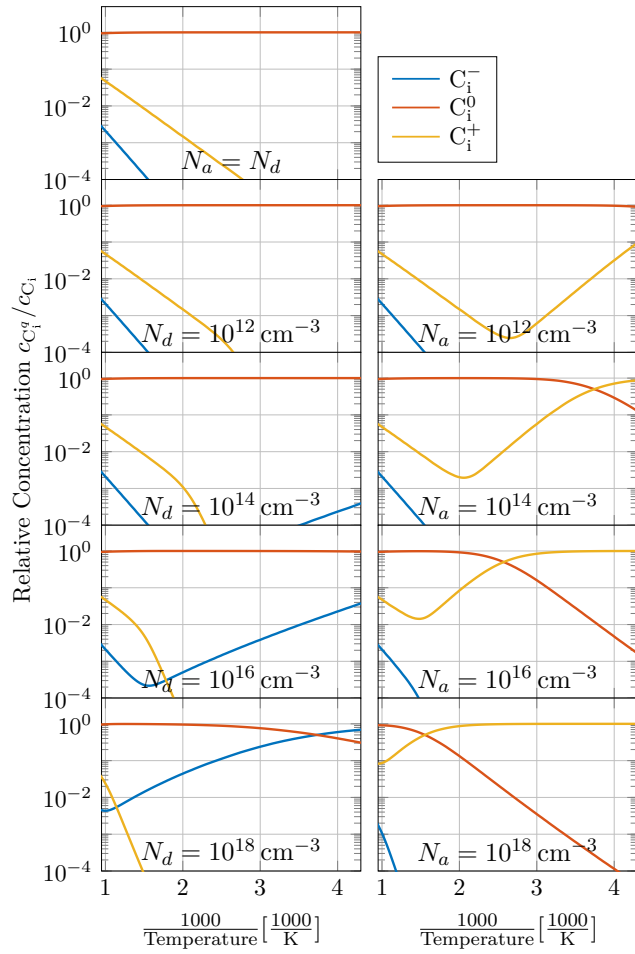 Relative Concentration c_{C_i^q}/c_{C_i}
10^0
10^{-2}
10^{-4}
N_a = N_d
C_i^-
C_i^0
C_i^+
10^0
10^{-2}
10^{-4}
N_d = 10^{12} cm^{-3}
N_a = 10^{12} cm^{-3}
10^0
10^{-2}
10^{-4}
N_d = 10^{14} cm^{-3}
N_a = 10^{14} cm^{-3}
10^0
10^{-2}
10^{-4}
N_d = 10^{16} cm^{-3}
N_a = 10^{16} cm^{-3}
10^0
10^{-2}
10^{-4}
N_d = 10^{18} cm^{-3}
N_a = 10^{18} cm^{-3}
1 2 3 4
1 2 3 4
\frac{1000}{Temperature} [\frac{1000}{K}]
\frac{1000}{Temperature} [\frac{1000}{K}]